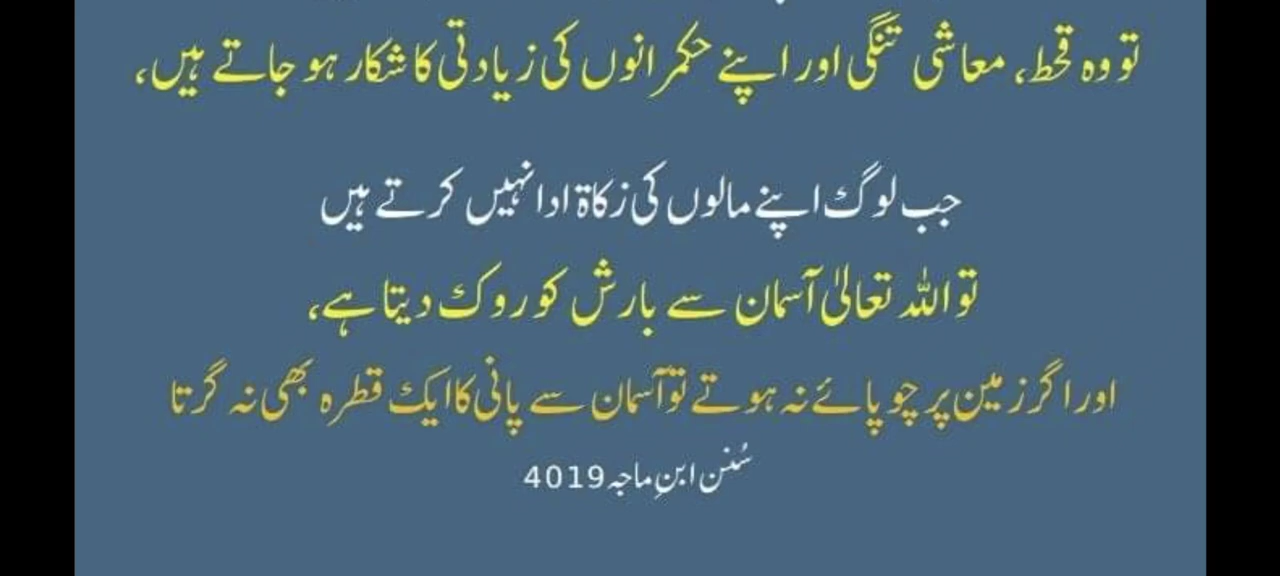 تو وہ قحط، معاشی تنگی اور اپنے حکمرانوں کی زیادتی کا شکار ہو جاتے ہیں،
جب لوگ اپنے مالوں کی زکاۃ ادا نہیں کرتے ہیں
تو اللہ تعالیٰ آسمان سے بارش کو روک دیتا ہے،
اور اگر زمین پر چوپائے نہ ہوتے تو آسمان سے پانی کا ایک قطرہ بھی نہ گرتا
سُنن ابنِ ماجہ 4019